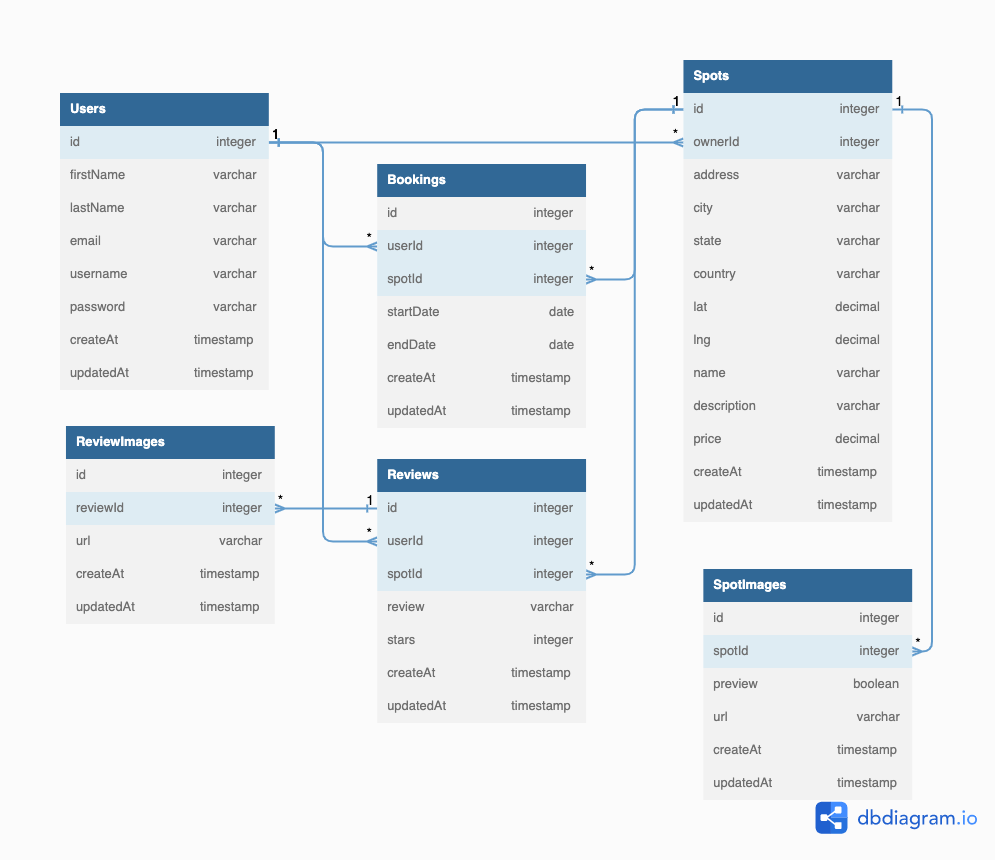 Users
id integer 1
firstName varchar
lastName varchar
email varchar
username varchar
password varchar
createAt timestamp
updatedAt timestamp
Bookings
id integer
* userId integer
spotId integer *
startDate date
endDate date
createAt timestamp
updatedAt timestamp
Spots
1 id integer 1
* ownerId integer
address varchar
city varchar
state varchar
country varchar
lat decimal
lng decimal
name varchar
description varchar
price decimal
createAt timestamp
updatedAt timestamp
ReviewImages
id integer
reviewId integer *
url varchar
createAt timestamp
updatedAt timestamp
Reviews
1 id integer
* userId integer
spotId integer *
review varchar
stars integer
createAt timestamp
updatedAt timestamp
SpotImages
id integer
spotId integer *
preview boolean
url varchar
createAt timestamp
updatedAt timestamp
dbdiagram.io